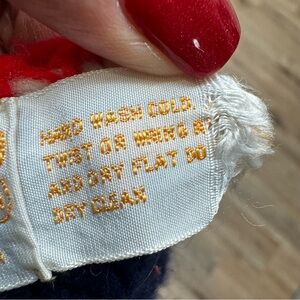 HAND WASH COLD.
TWIST OR WRING
AND DRY FLAT DO
DRY CLEAN